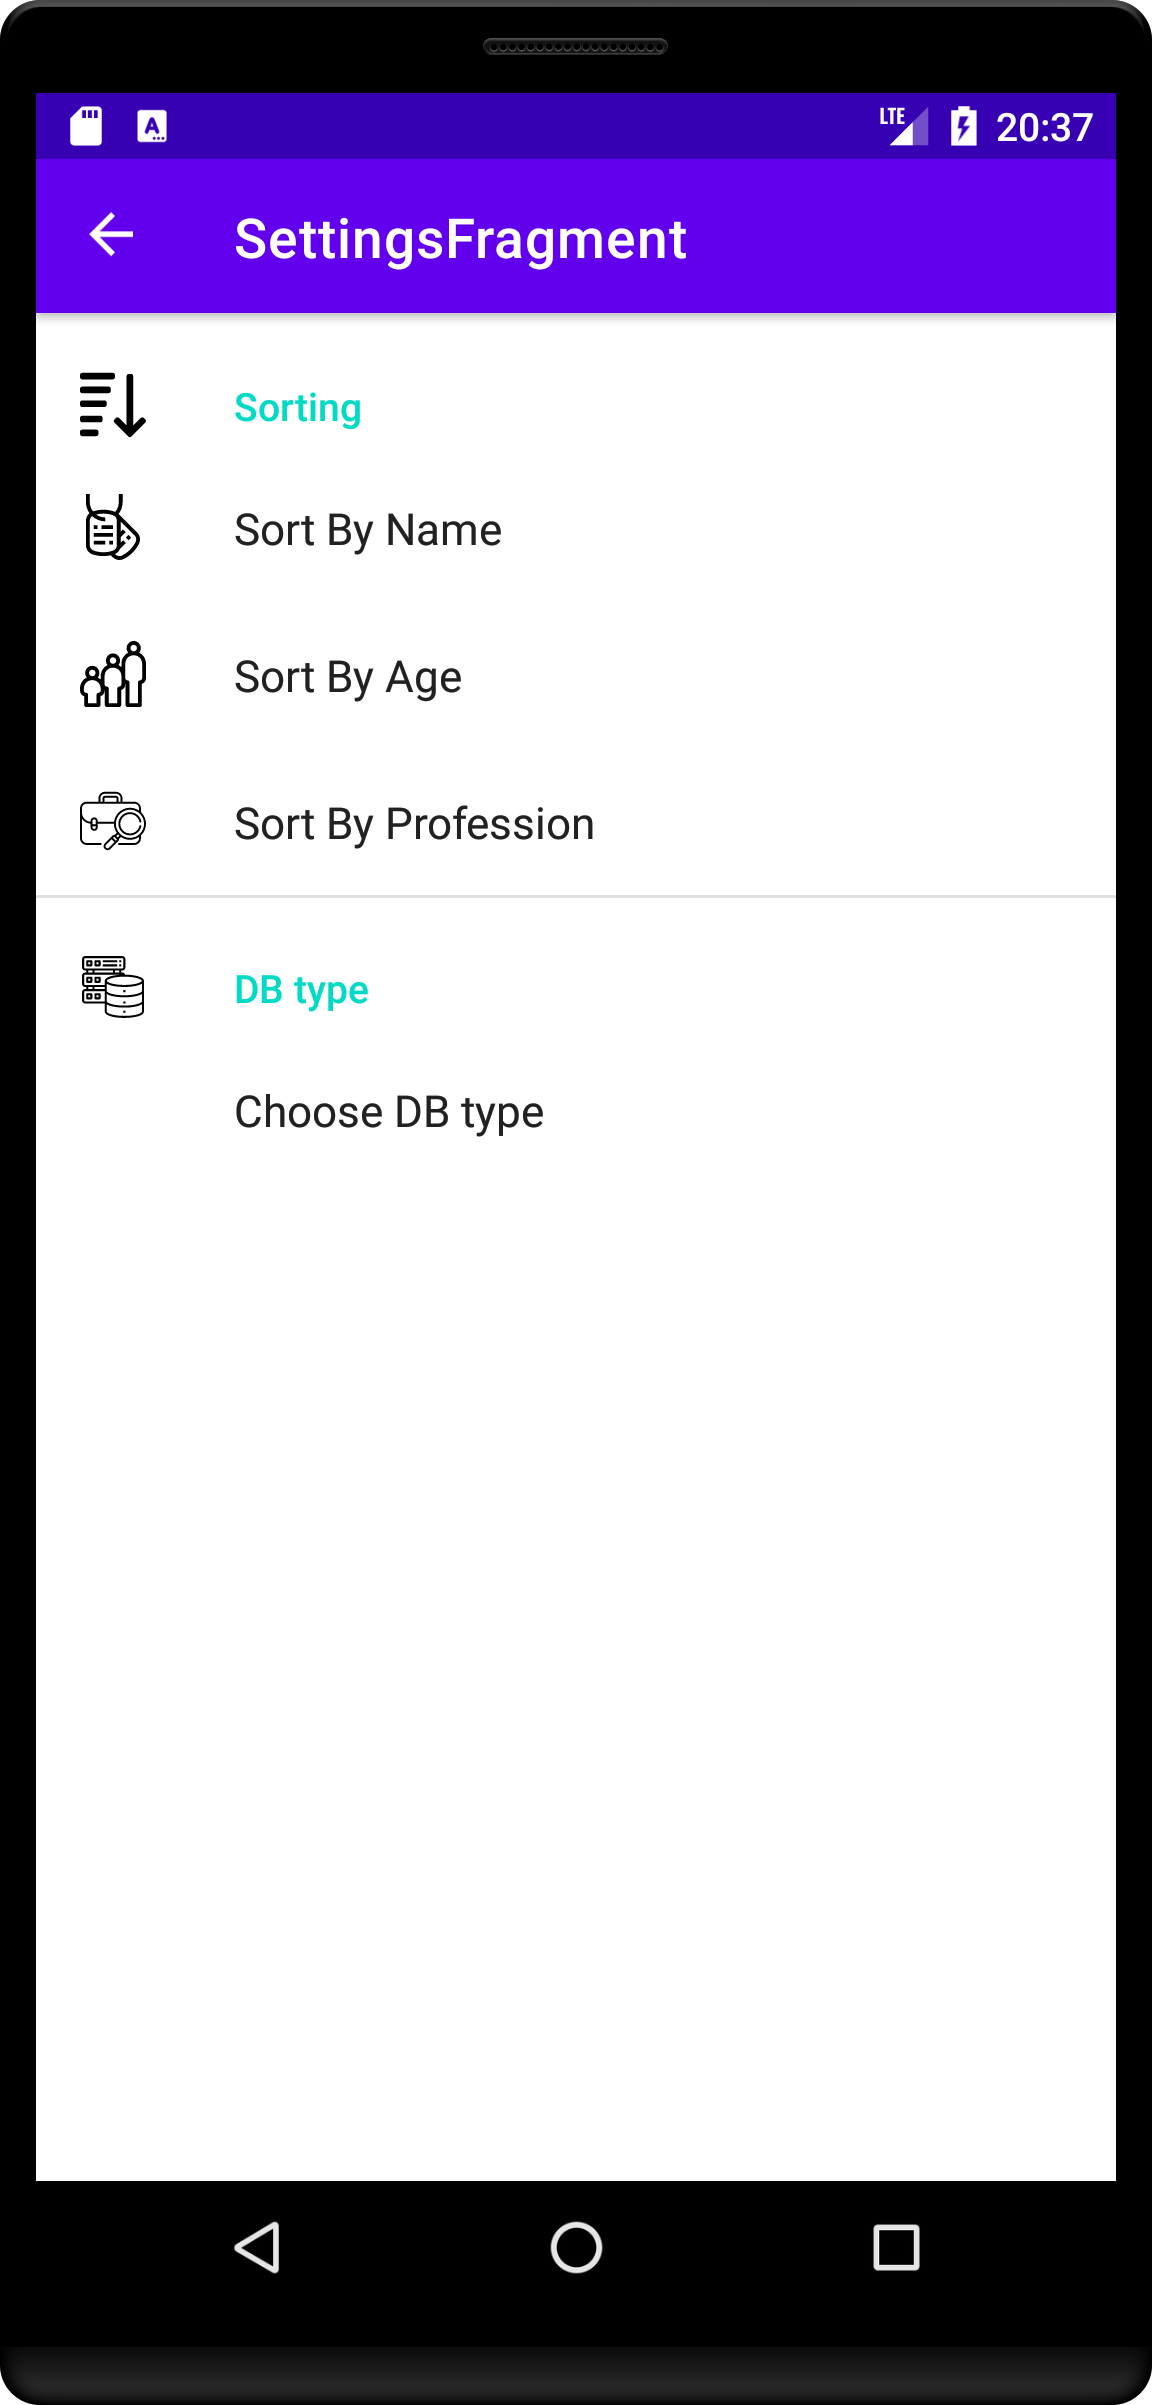 LTE 20:37
SettingsFragment
Sorting
Sort By Name
Sort By Age
Sort By Profession
DB type
Choose DB type